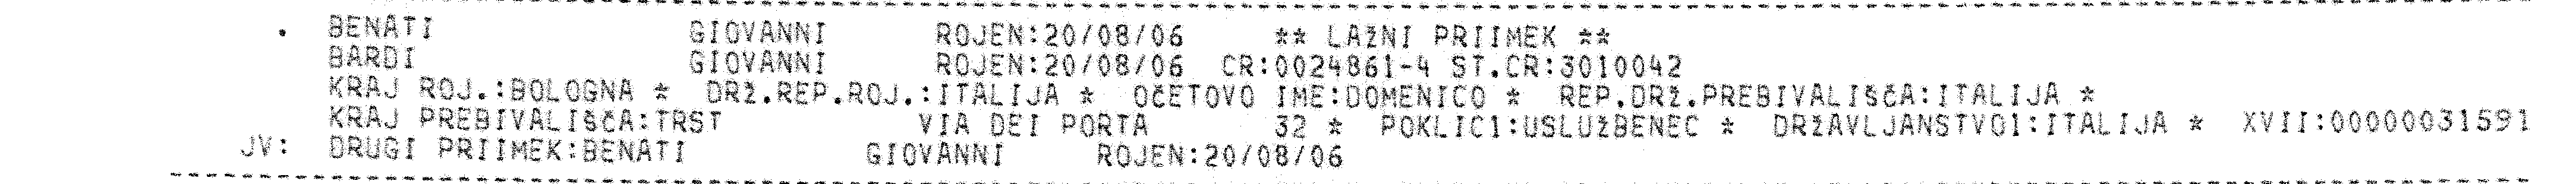 . BENATI GIOVANNI ROJEN:20/08/06 ** LAŽNI PRIIMEK **
BARDI GIOVANNI ROJEN:20/08/06 CR:0024861-4 ST.CR:3010042
KRAJ ROJ.:BOLOGNA * DRŽ.REP.ROJ.:ITALIJA * OČETOVO IME:DOMENICO * REP.DRŽ.PREBIVALIŠČA:ITALIJA *
KRAJ PREBIVALIŠČA:TRST VIA DEI PORTA 32 * POKLIC1:USLUŽBENEC * DRŽAVLJANSTVO1:ITALIJA * XVII:00000031591
JV: DRUGI PRIIMEK:BENATI GIOVANNI ROJEN:20/08/06